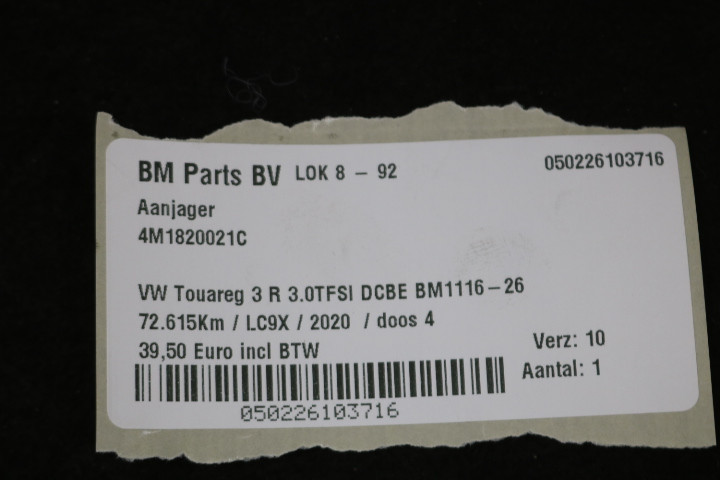 BM Parts BV LOK 8 - 92 050226103716
Aanjager
4M1820021C
VW Touareg 3 R 3.0TFSI DCBE BM1116-26
72.615Km / LC9X / 2020 / doos 4
39,50 Euro incl BTW Verz: 10
Aantal: 1
050226103716